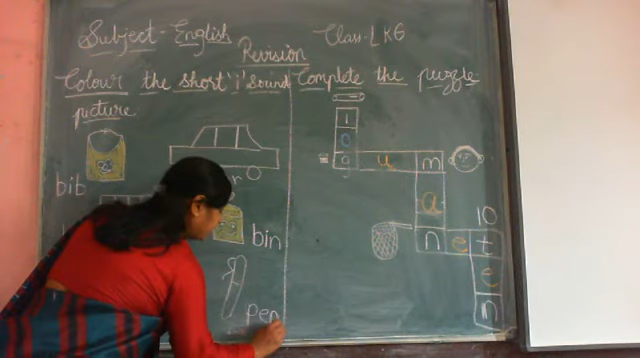 Subject-English
Class-LKG
Revision
Colour the short 'i' Sound
picture
bib
bin
pen
Complete the puzzle
l
o
g u m
a
10
n e t
e
n